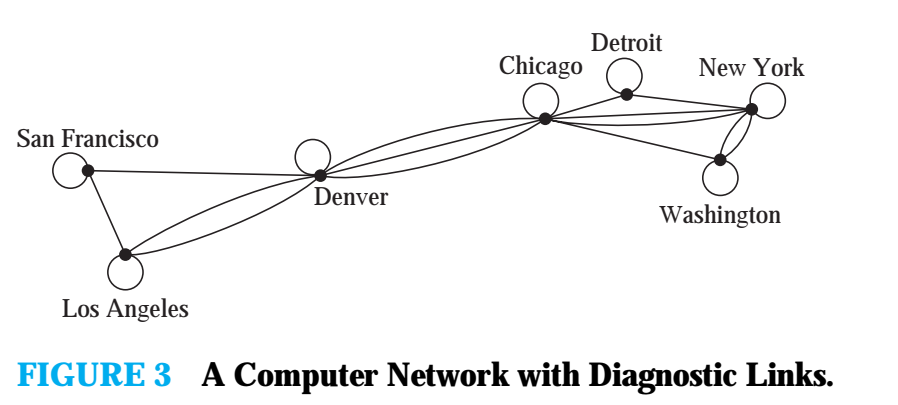 Detroit
Chicago
New York
San Francisco
Denver
Washington
Los Angeles
FIGURE 3 A Computer Network with Diagnostic Links.